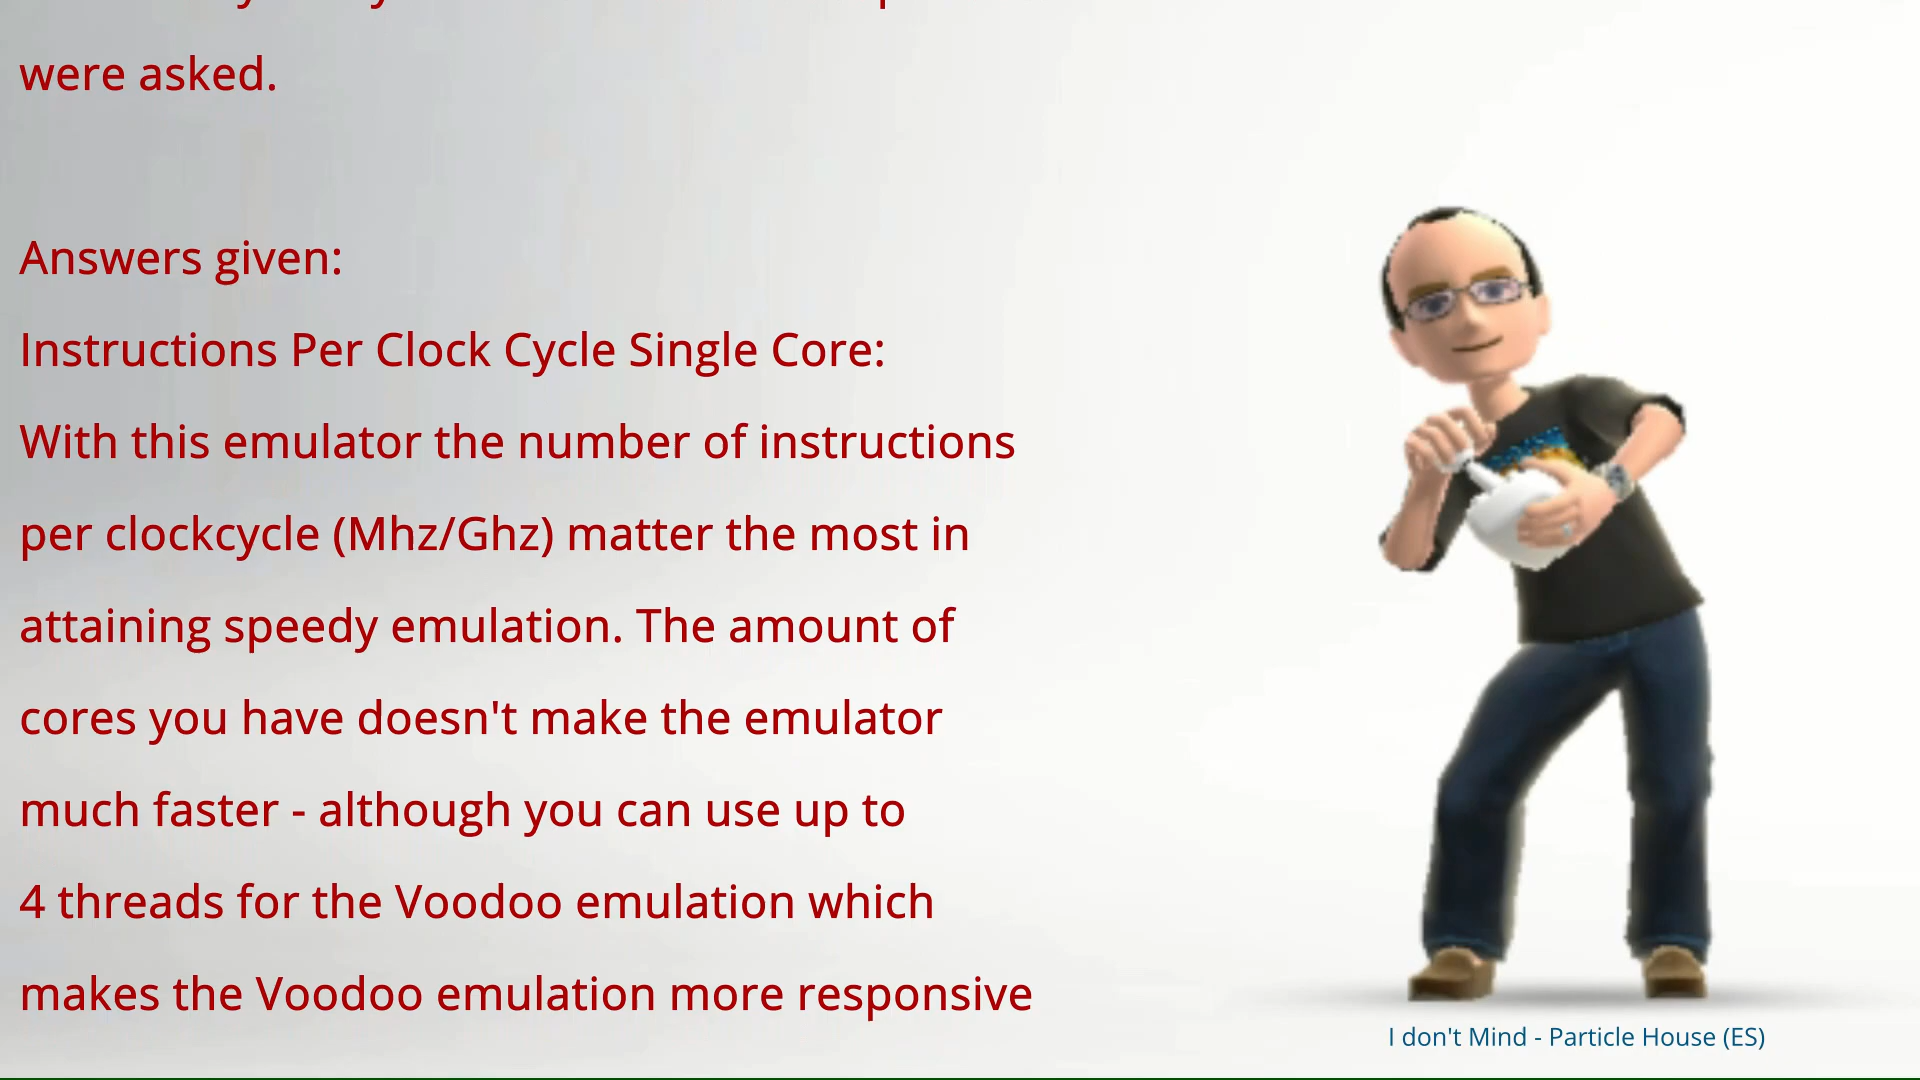 were asked.
Answers given:
Instructions Per Clock Cycle Single Core:
With this emulator the number of instructions
per clockcycle (Mhz/Ghz) matter the most in
attaining speedy emulation. The amount of
cores you have doesn't make the emulator
much faster - although you can use up to
4 threads for the Voodoo emulation which
makes the Voodoo emulation more responsive
I don't Mind - Particle House (ES)